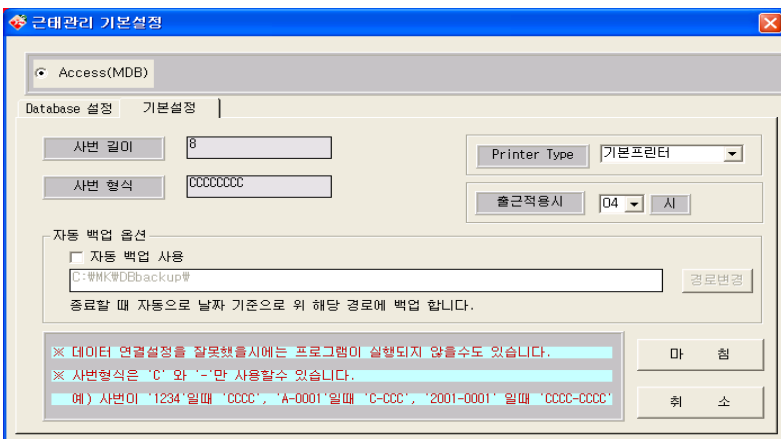 근태관리 기본설정
Access(MDB)
Database 설정 기본설정
사번 길이 8
Printer Type 기본프린터
사번 형식 CCCCCCCC
출근적용시 04 시
자동 백업 옵션
자동 백업 사용
C:₩MK₩DBbackup₩ 경로변경
종료할 때 자동으로 날짜 기준으로 위 해당 경로에 백업 합니다.
※ 데이터 연결설정을 잘못했을시에는 프로그램이 실행되지 않을수도 있습니다.
마 침
※ 사번형식은 'C' 와 '-'만 사용할수 있습니다.
예) 사번이 '1234'일때 'CCCC', 'A-0001'일때 'C-CCC', '2001-0001' 일때 'CCCC-CCCC'
취 소